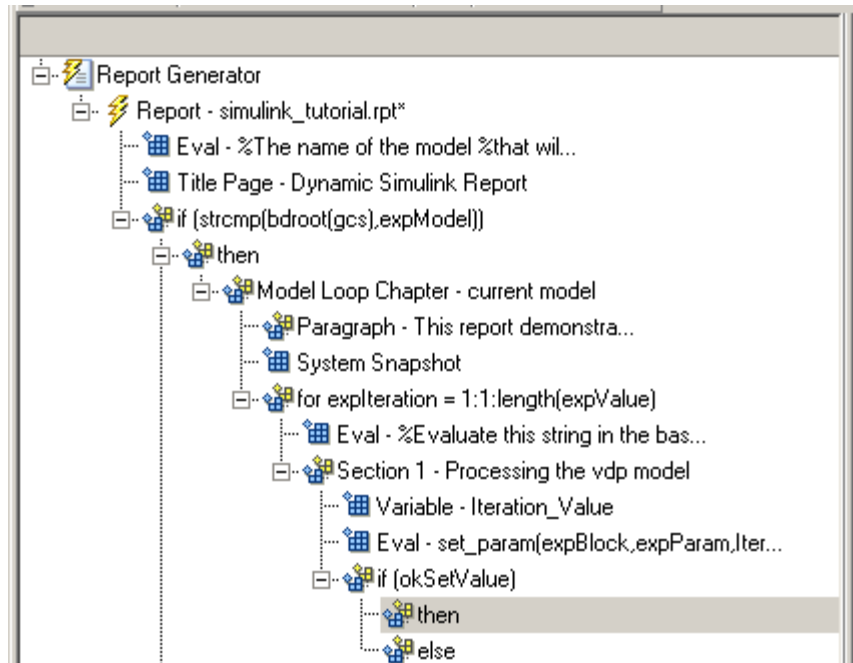 Report Generator
Report - simulink_tutorial.rpt*
Eval - %The name of the model %that wil...
Title Page - Dynamic Simulink Report
if (strcmp(bdroot(gcs),expModel))
then
Model Loop Chapter - current model
Paragraph - This report demonstra...
System Snapshot
for expIteration = 1:1:length(expValue)
Eval - %Evaluate this string in the bas...
Section 1 - Processing the vdp model
Variable - Iteration_Value
Eval - set_param(expBlock,expParam,Iter...
if (okSetValue)
then
else